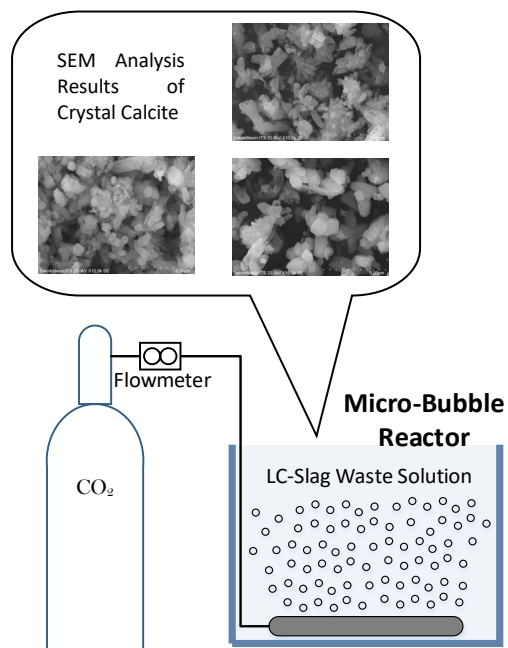 SEM Analysis
Results of
Crystal Calcite
Flowmeter
Micro-Bubble
Reactor
LC-Slag Waste Solution
CO₂